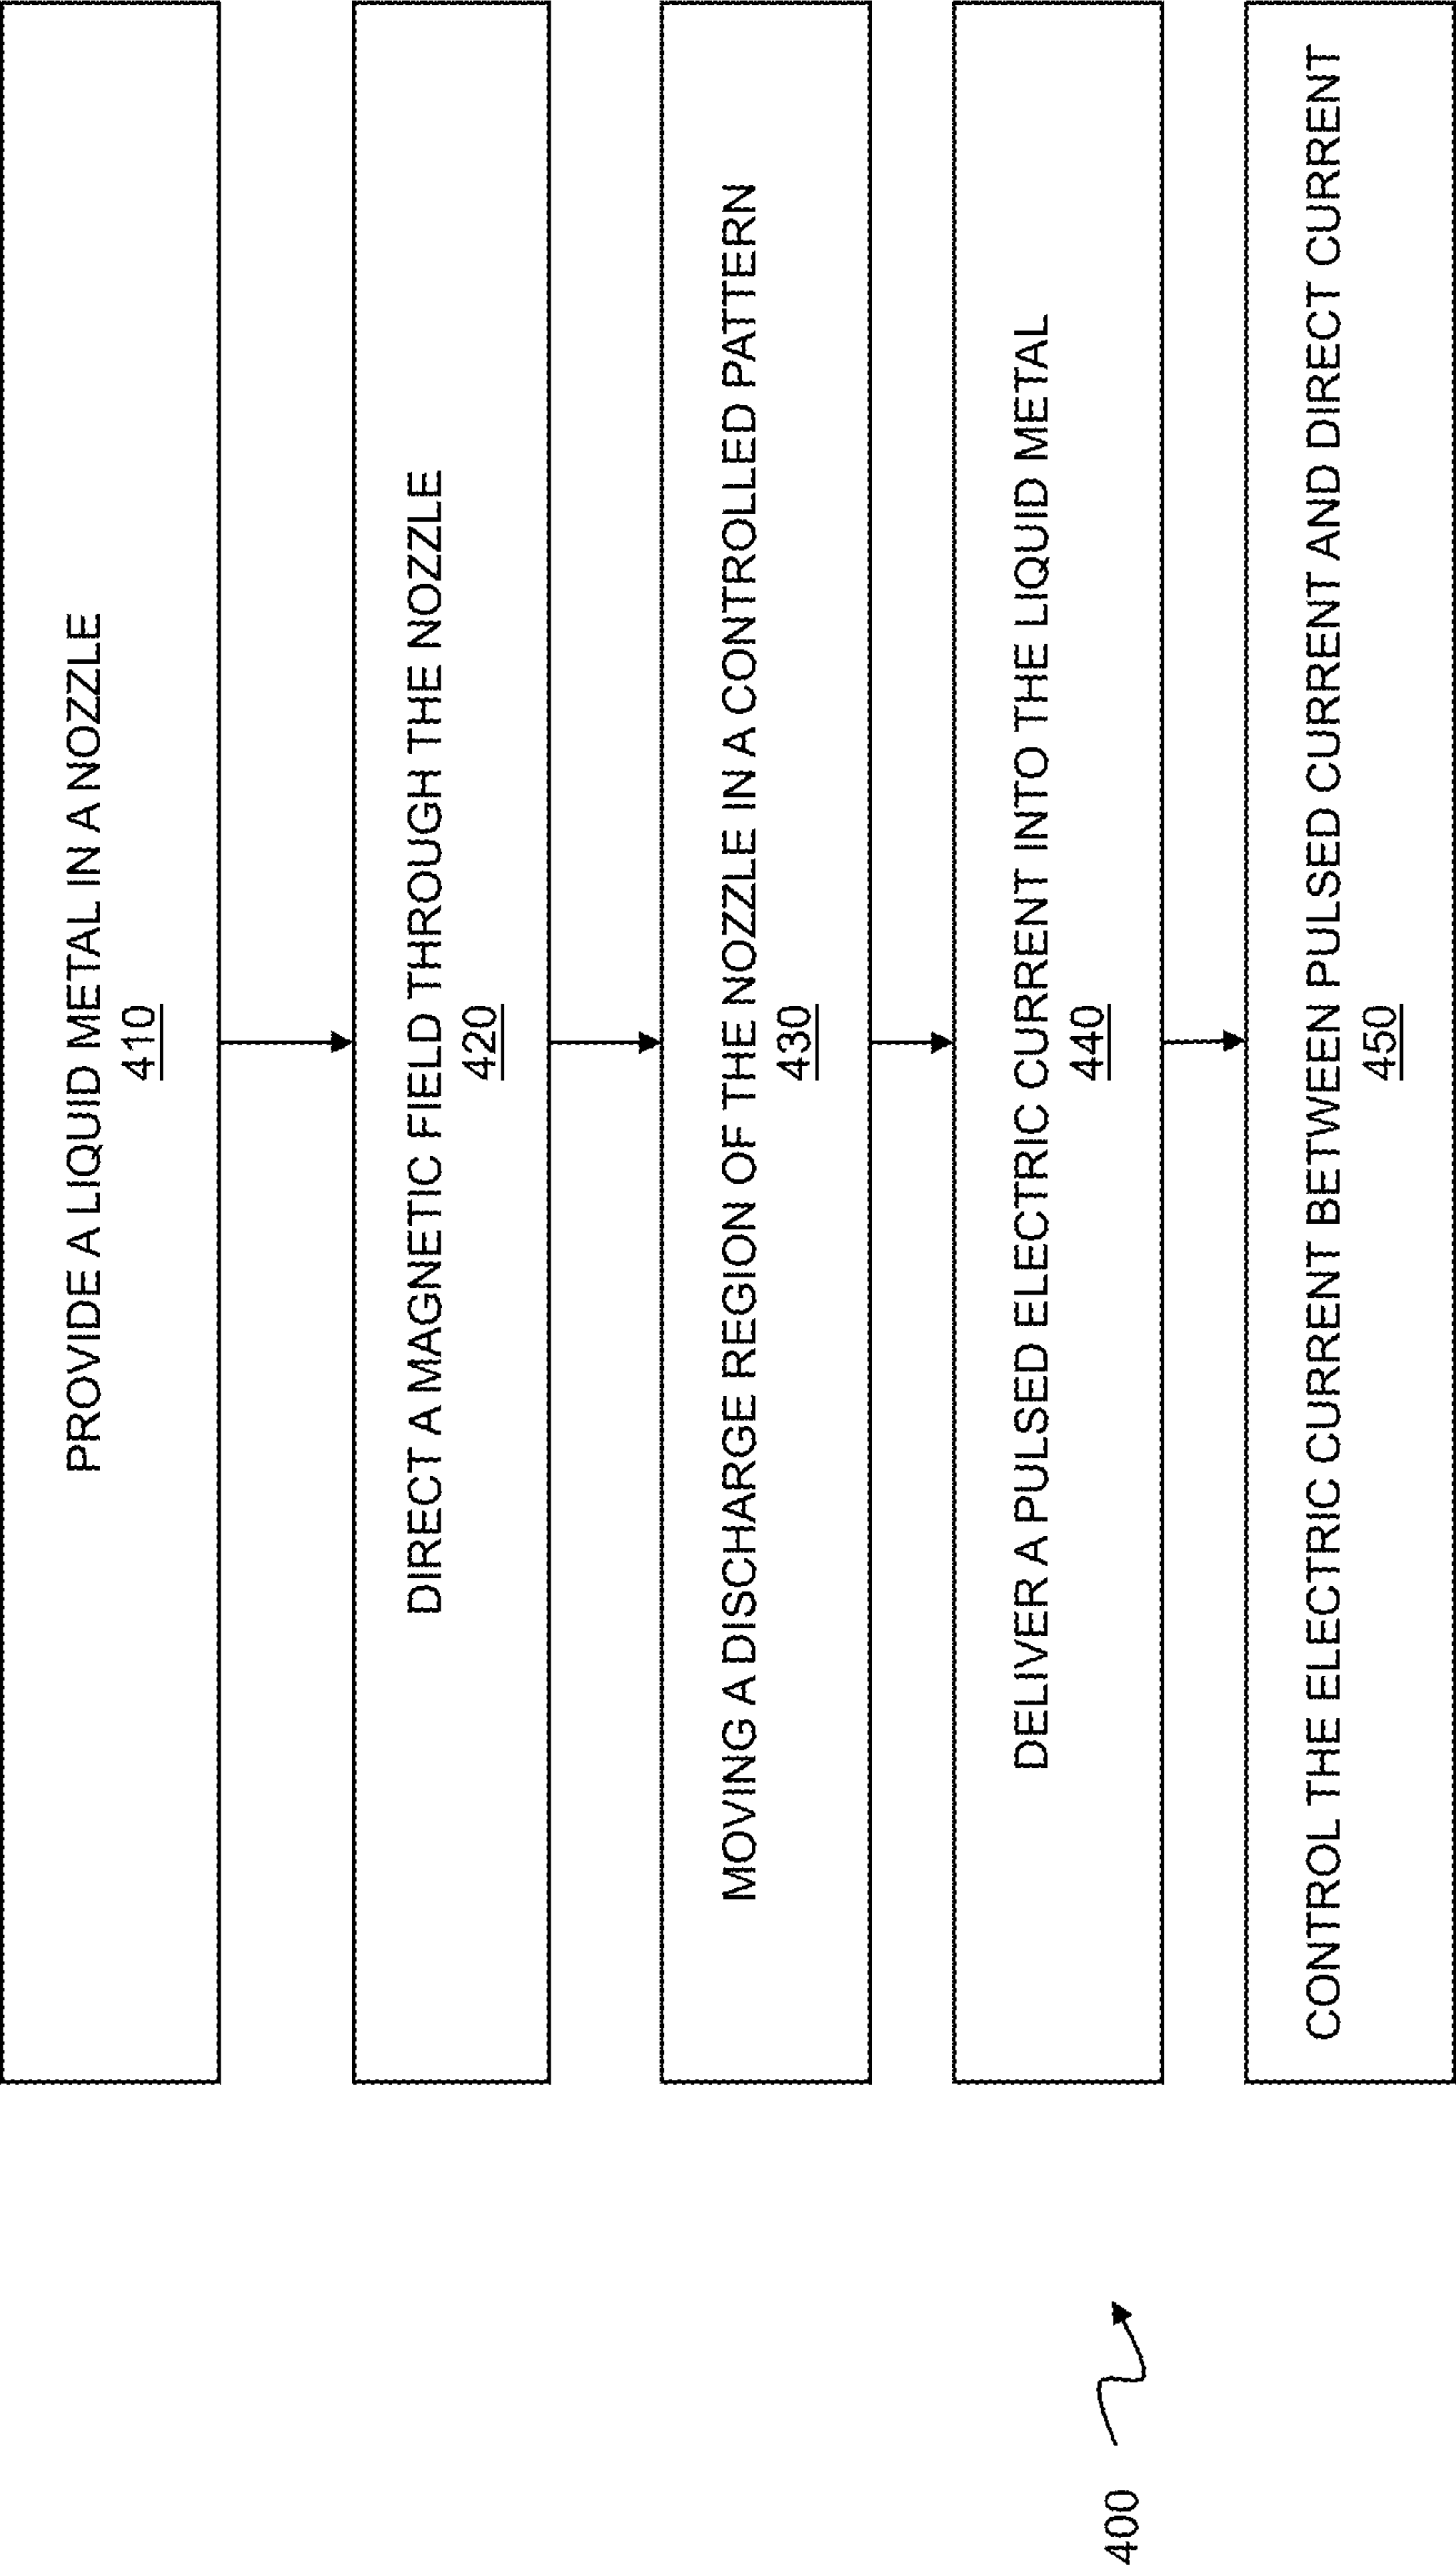 PROVIDE A LIQUID METAL IN A NOZZLE
410
DIRECT A MAGNETIC FIELD THROUGH THE NOZZLE
420
MOVING A DISCHARGE REGION OF THE NOZZLE IN A CONTROLLED PATTERN
430
DELIVER A PULSED ELECTRIC CURRENT INTO THE LIQUID METAL
440
CONTROL THE ELECTRIC CURRENT BETWEEN PULSED CURRENT AND DIRECT CURRENT
450
400